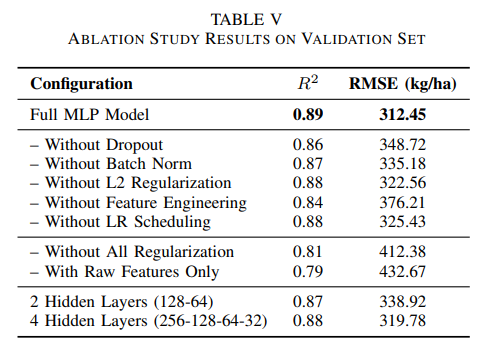 TABLE V
ABLATION STUDY RESULTS ON VALIDATION SET
Configuration R² RMSE (kg/ha)
Full MLP Model 0.89 312.45
– Without Dropout 0.86 348.72
– Without Batch Norm 0.87 335.18
– Without L2 Regularization 0.88 322.56
– Without Feature Engineering 0.84 376.21
– Without LR Scheduling 0.88 325.43
– Without All Regularization 0.81 412.38
– With Raw Features Only 0.79 432.67
2 Hidden Layers (128-64) 0.87 338.92
4 Hidden Layers (256-128-64-32) 0.88 319.78